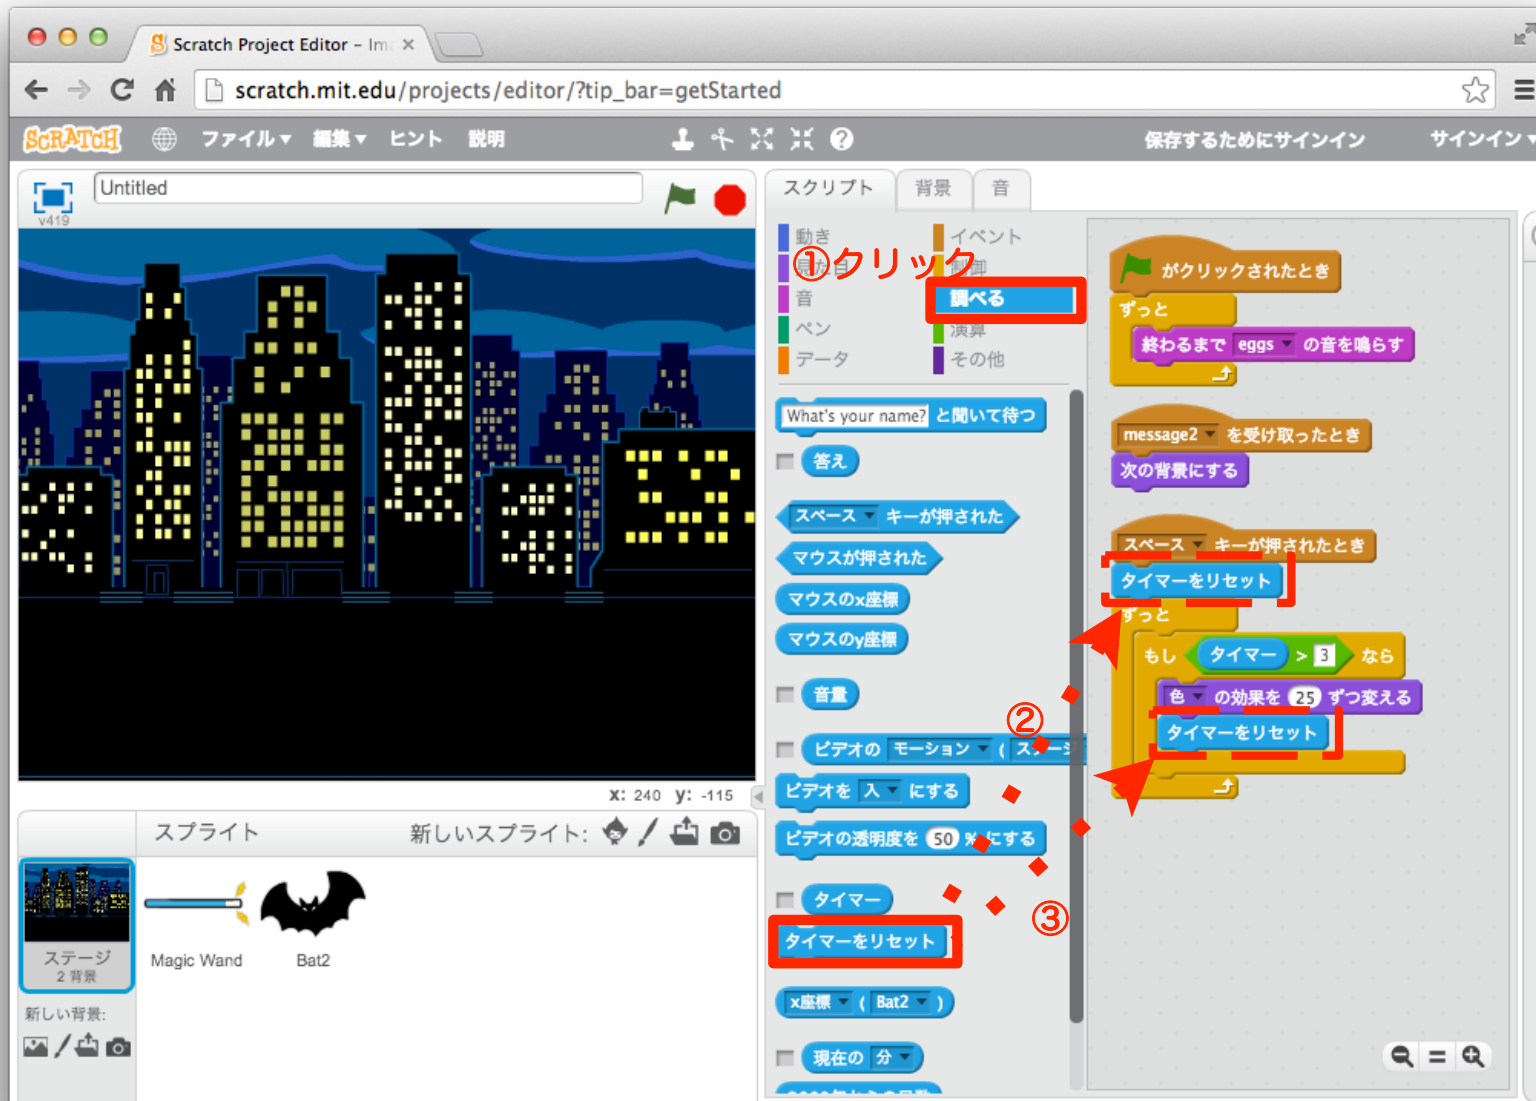 Scratch Project Editor – Im
scratch.mit.edu/projects/editor/?tip_bar=getStarted
SCRATCH
ファイル
編集
ヒント
説明
保存するためにサインイン
サインイン
Untitled
v419
スクリプト
背景
音
動き
見た目
音
ペン
データ
イベント
制御
調べる
演算
その他
①クリック
What's your name? と聞いて待つ
答え
スペース キーが押された
マウスが押された
マウスのx座標
マウスのy座標
音量
ビデオの モーション ( ステージ
ビデオを 入 にする
ビデオの透明度を 50 % にする
タイマー
タイマーをリセット
x座標 ( Bat2 )
現在の 分
がクリックされたとき
ずっと
終わるまで eggs の音を鳴らす
message2 を受け取ったとき
次の背景にする
スペース キーが押されたとき
タイマーをリセット
ずっと
もし タイマー > 3 なら
色 の効果を 25 ずつ変える
タイマーをリセット
②
③
x: 240 y: -115
スプライト
新しいスプライト:
ステージ
2 背景
新しい背景:
Magic Wand
Bat2